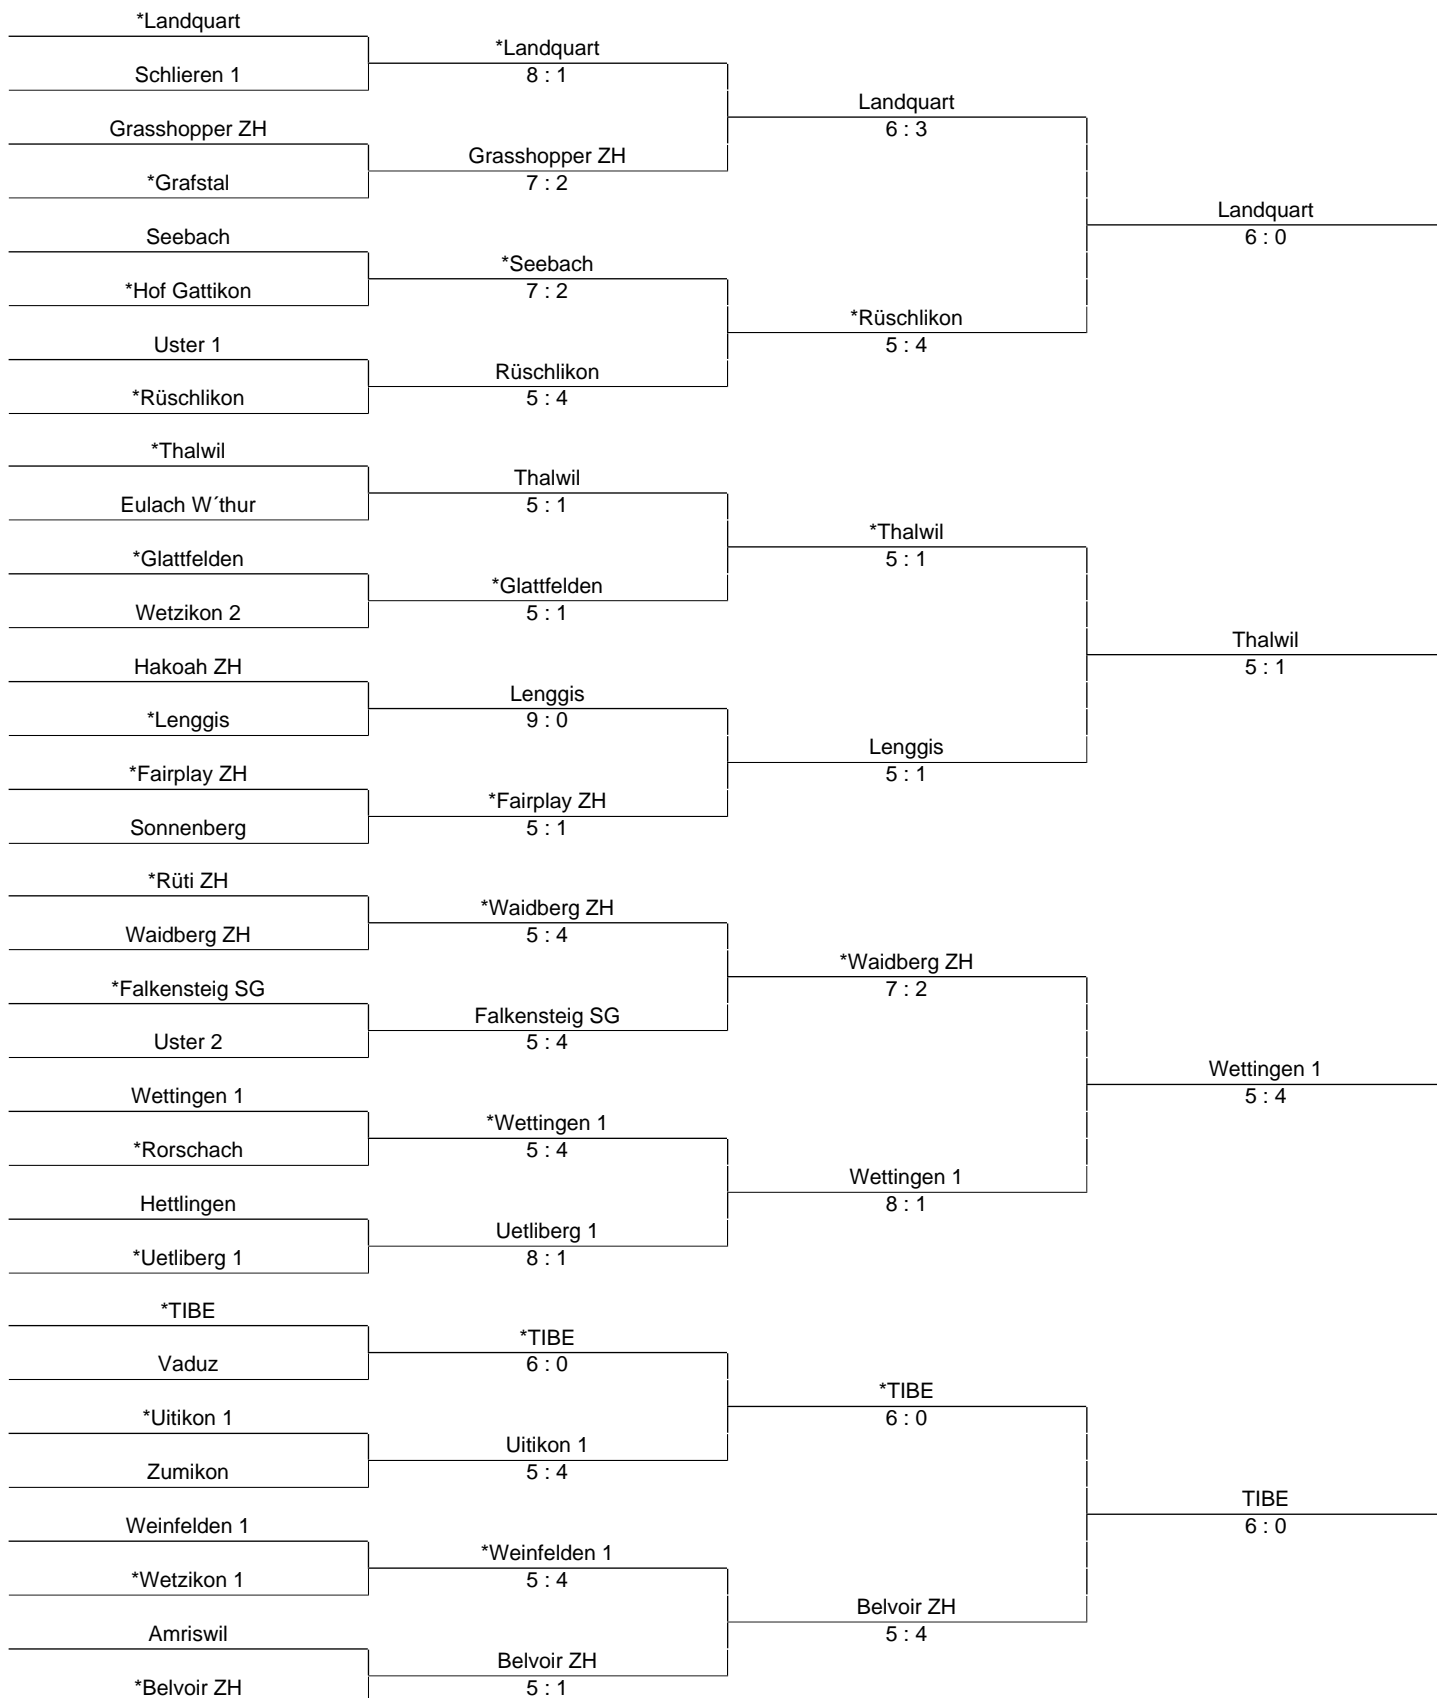 *Landquart
Schlieren 1
Grasshopper ZH
*Grafstal
Seebach
*Hof Gattikon
Uster 1
*Rüschlikon
*Thalwil
Eulach W´thur
*Glattfelden
Wetzikon 2
Hakoah ZH
*Lenggis
*Fairplay ZH
Sonnenberg
*Rüti ZH
Waidberg ZH
*Falkensteig SG
Uster 2
Wettingen 1
*Rorschach
Hettlingen
*Uetliberg 1
*TIBE
Vaduz
*Uitikon 1
Zumikon
Weinfelden 1
*Wetzikon 1
Amriswil
*Belvoir ZH
*Landquart
8 : 1
Grasshopper ZH
7 : 2
*Seebach
7 : 2
Rüschlikon
5 : 4
Thalwil
5 : 1
*Glattfelden
5 : 1
Lenggis
9 : 0
*Fairplay ZH
5 : 1
*Waidberg ZH
5 : 4
Falkensteig SG
5 : 4
*Wettingen 1
5 : 4
Uetliberg 1
8 : 1
*TIBE
6 : 0
Uitikon 1
5 : 4
*Weinfelden 1
5 : 4
Belvoir ZH
5 : 1
Landquart
6 : 3
*Rüschlikon
5 : 4
*Thalwil
5 : 1
Lenggis
5 : 1
*Waidberg ZH
7 : 2
Wettingen 1
8 : 1
*TIBE
6 : 0
Belvoir ZH
5 : 4
Landquart
6 : 0
Thalwil
5 : 1
Wettingen 1
5 : 4
TIBE
6 : 0